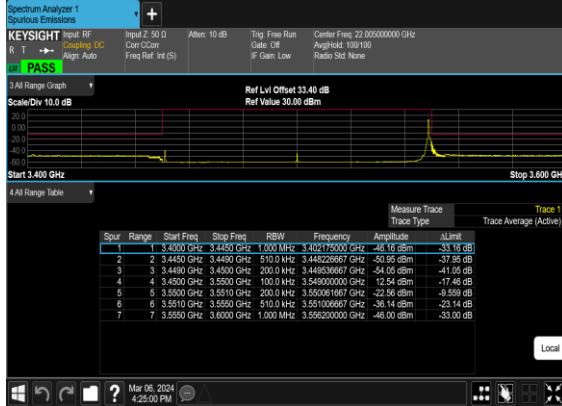 Spectrum Analyzer 1
Spurious Emissions
+
KEYSIGHT Input: RF Input Z: 50 Ω Atten: 10 dB Trig: Free Run Center Freq: 22.005000000 GHz
R T Coupling: DC Corr CCorr Gate: Off Avg|Hold: 100/100
Align: Auto Freq Ref: Int (S) IF Gain: Low Radio Std: None
PASS
3 All Range Graph
Ref Lvl Offset 33.40 dB
Scale/Div 10.0 dB Ref Value 30.00 dBm
20.0
0.00
-20.0
-40.0
-60.0
Start 3.400 GHz Stop 3.600 GH
4 All Range Table
Measure Trace Trace 1
Trace Type Trace Average (Active)
Spur Range Start Freq Stop Freq RBW Frequency Amplitude ΔLimit
1 1 3.4000 GHz 3.4450 GHz 1.000 MHz 3.402175000 GHz -46.16 dBm -33.16 dB
2 2 3.4450 GHz 3.4490 GHz 510.0 kHz 3.448226667 GHz -50.95 dBm -37.95 dB
3 3 3.4490 GHz 3.4500 GHz 200.0 kHz 3.449536667 GHz -54.05 dBm -41.05 dB
4 4 3.4500 GHz 3.5500 GHz 100.0 kHz 3.549000000 GHz 12.54 dBm -17.46 dB
5 5 3.5500 GHz 3.5510 GHz 200.0 kHz 3.550061667 GHz -22.56 dBm -9.559 dB
6 6 3.5510 GHz 3.5550 GHz 510.0 kHz 3.551006667 GHz -36.14 dBm -23.14 dB
7 7 3.5550 GHz 3.6000 GHz 1.000 MHz 3.556200000 GHz -46.00 dBm -33.00 dB
Local
? Mar 06, 2024
4:25:00 PM